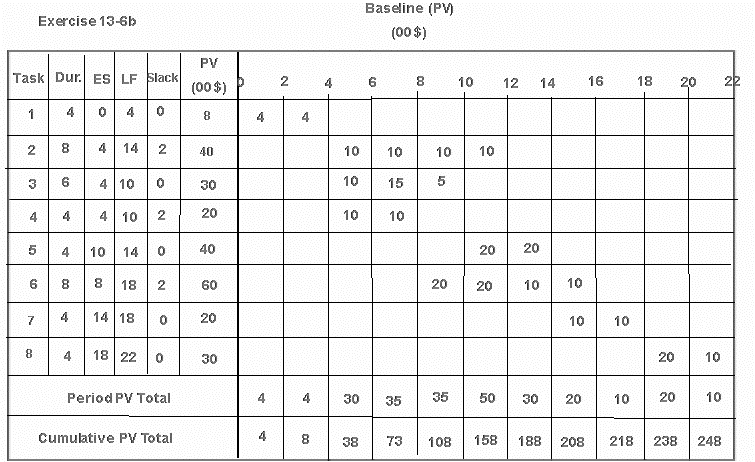 Baseline (PV)
Exercise 13-6b
(00 $)
Task Dur. ES LF Slack PV (00 $) 0 2 4 6 8 10 12 14 16 18 20 22
1 4 0 4 0 8 4 4
2 8 4 14 2 40 10 10 10 10
3 6 4 10 0 30 10 15 5
4 4 4 10 2 20 10 10
5 4 10 14 0 40 20 20
6 8 8 18 2 60 20 20 10 10
7 4 14 18 0 20 10 10
8 4 18 22 0 30 20 10
Period PV Total 4 4 30 35 35 50 30 20 10 20 10
Cumulative PV Total 4 8 38 73 108 158 188 208 218 238 248